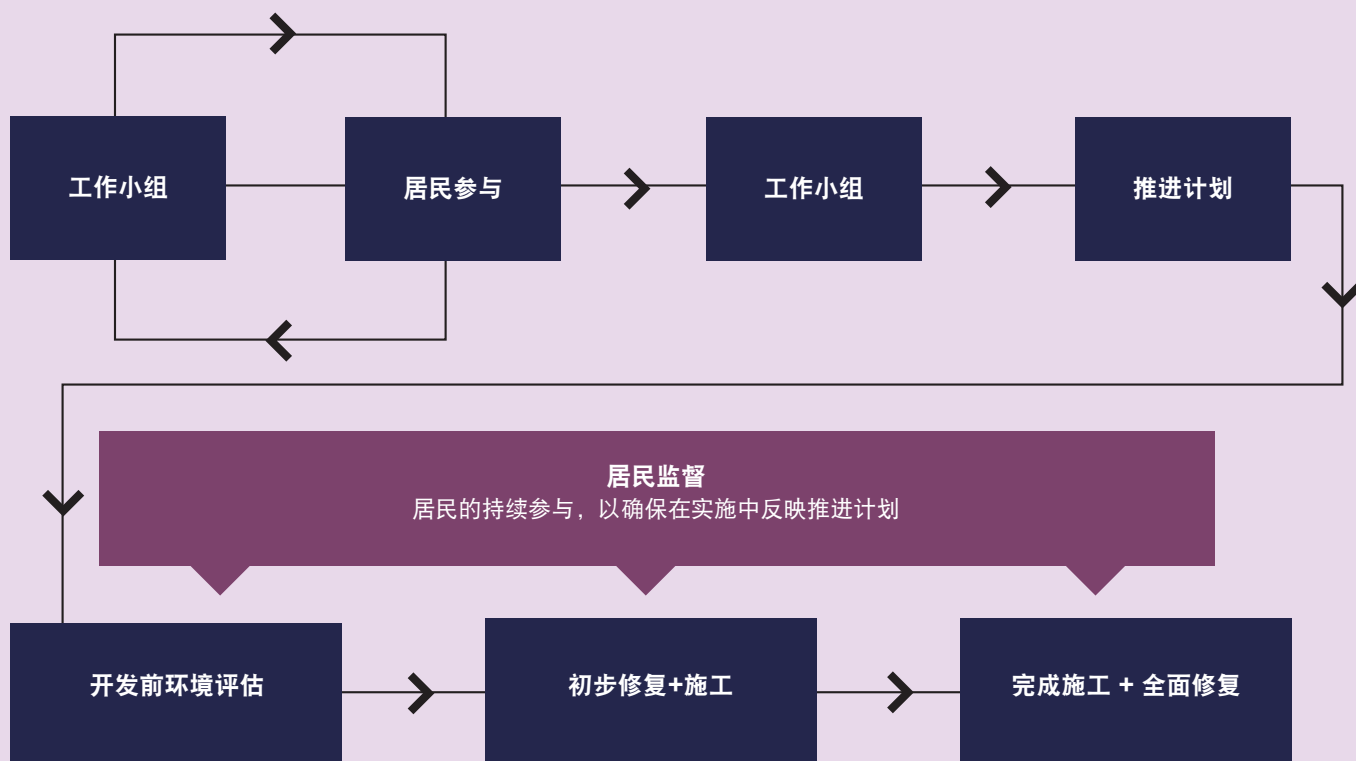 工作小组
居民参与
工作小组
推进计划
居民监督
居民的持续参与，以确保在实施中反映推进计划
开发前环境评估
初步修复+施工
完成施工 + 全面修复